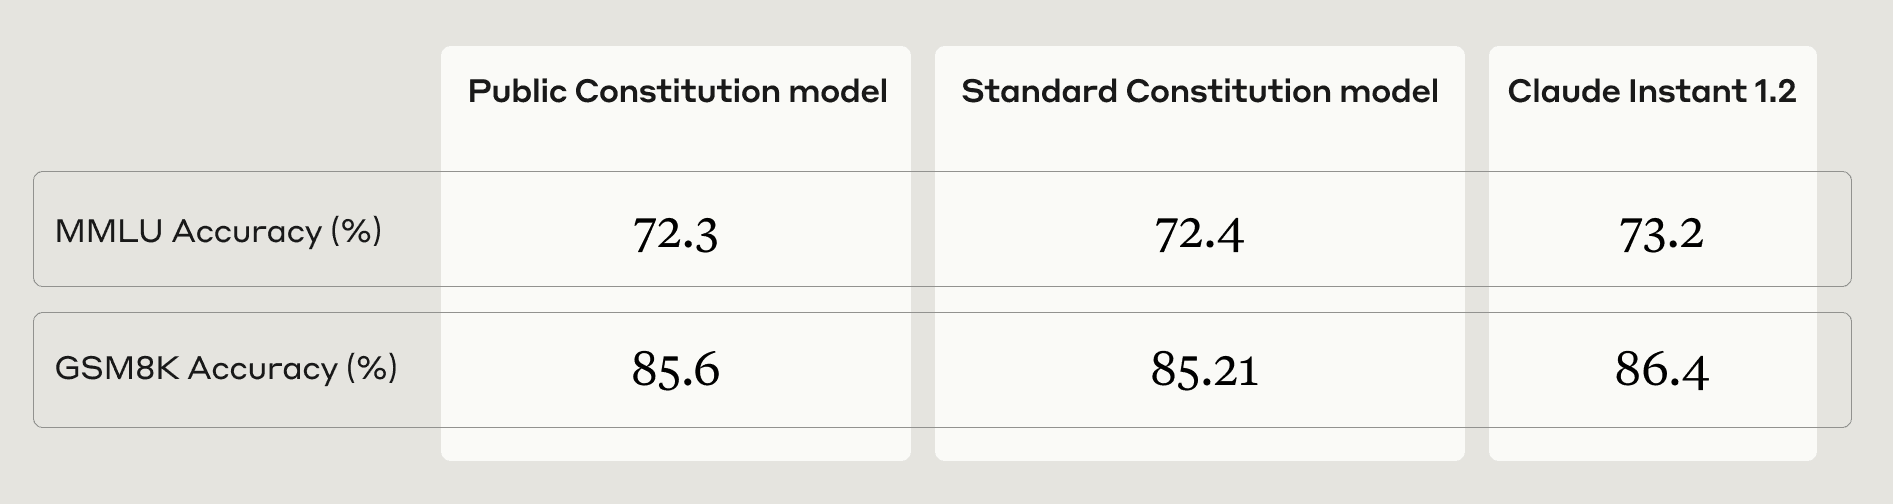 Public Constitution model Standard Constitution model Claude Instant 1.2
MMLU Accuracy (%) 72.3 72.4 73.2
GSM8K Accuracy (%) 85.6 85.21 86.4